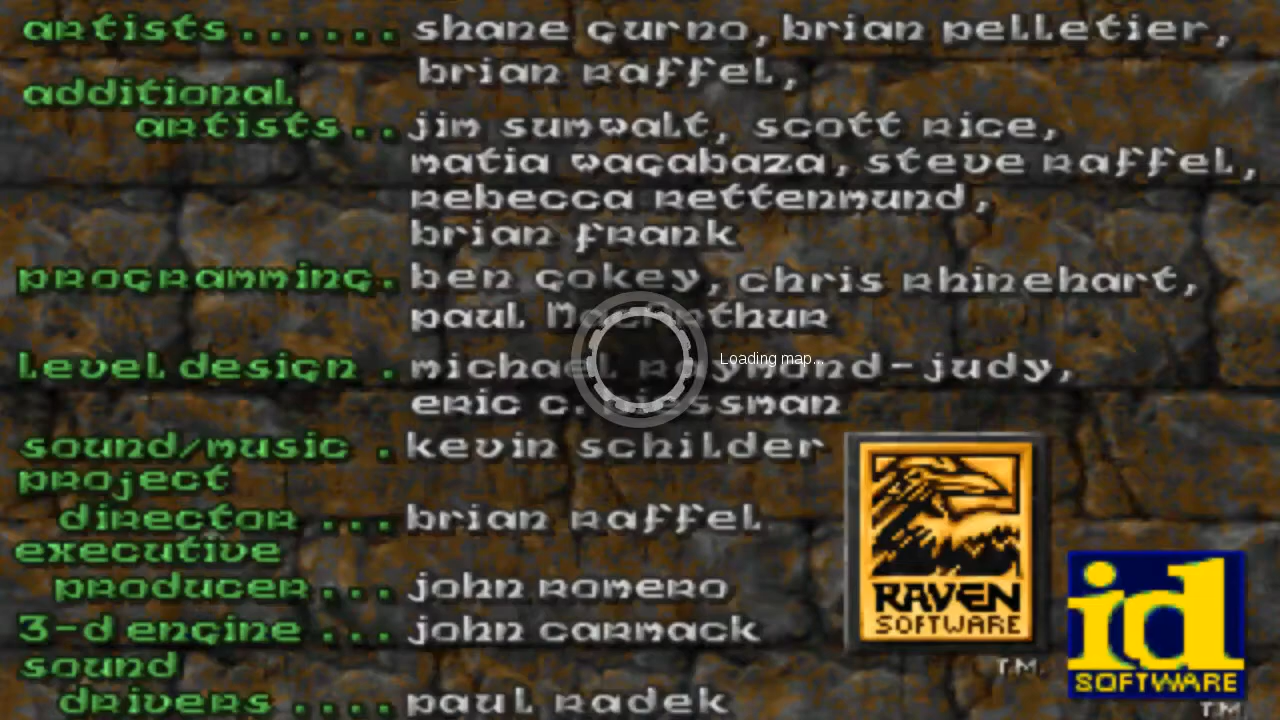 artists...... shane gurno, brian pelletier,
brian raffel,
additional
artists.. jim sumwalt, scott rice,
matia wagabaza, steve raffel,
rebecca rettenmund,
brian frank
programming. ben gokey, chris rhinehart,
paul MacArthur
Loading map...
level design . michael raymond-judy,
eric c. biessman
sound/music . kevin schilder
project
director ... brian raffel
executive
producer... john romero
3-d engine ... john carmack
sound
drivers .... paul radek
RAVEN
SOFTWARE
T.M.
id
SOFTWARE
TM